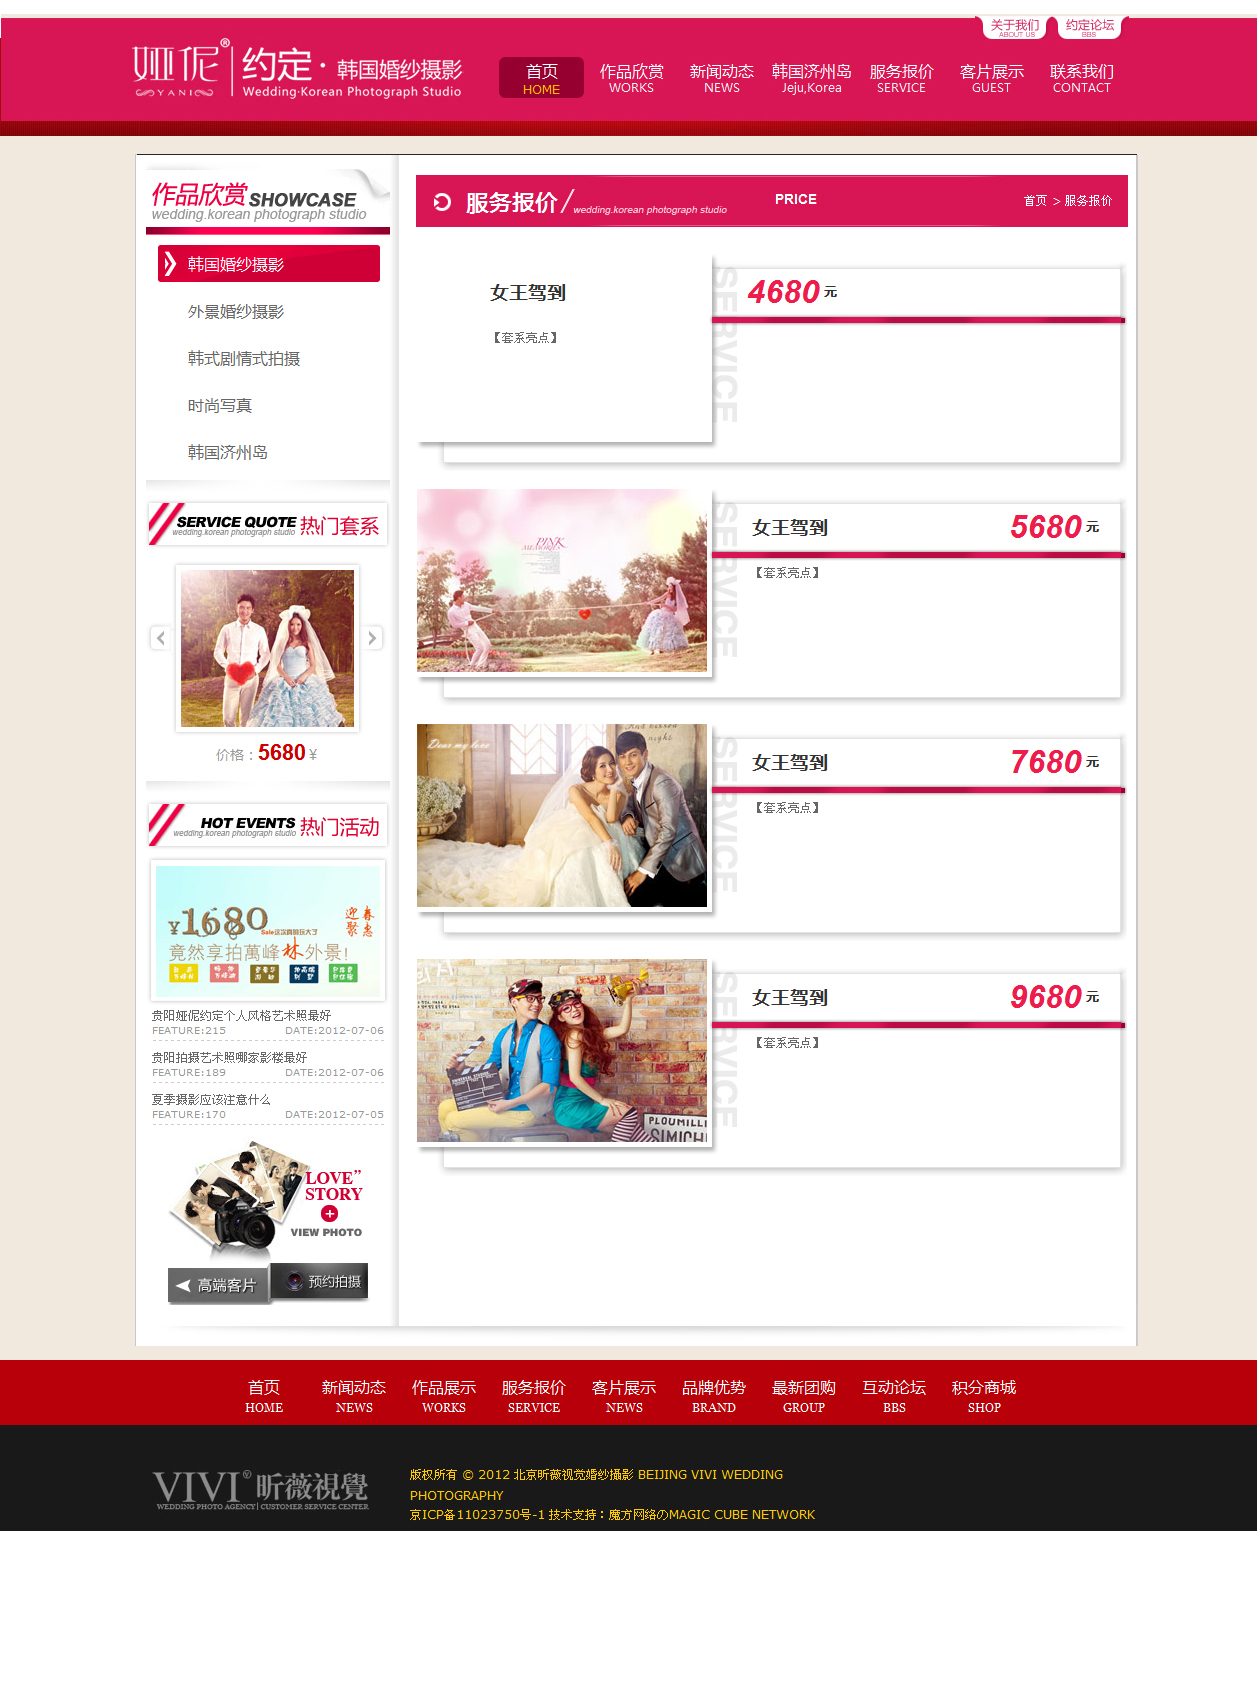 关于我们
ABOUT US
约定论坛
BBS
娅伲® 约定·韩国婚纱摄影
YANI Wedding·Korean Photograph Studio
首页
HOME
作品欣赏
WORKS
新闻动态
NEWS
韩国济州岛
Jeju,Korea
服务报价
SERVICE
客片展示
GUEST
联系我们
CONTACT
作品欣赏SHOWCASE
wedding.korean photograph studio
韩国婚纱摄影
外景婚纱摄影
韩式剧情式拍摄
时尚写真
韩国济州岛
SERVICE QUOTE 热门套系
wedding.korean photograph studio
价格：5680 ¥
HOT EVENTS 热门活动
wedding.korean photograph studio
¥1680
迎春
聚惠
竟然享拍萬峰林外景!
贵阳娅伲约定个人风格艺术照最好
FEATURE:215 DATE:2012-07-06
贵阳拍摄艺术照哪家影楼最好
FEATURE:189 DATE:2012-07-06
夏季摄影应该注意什么
FEATURE:170 DATE:2012-07-05
LOVE”
STORY
VIEW PHOTO
高端客片
预约拍摄
服务报价/wedding.korean photograph studio
PRICE
首页 > 服务报价
女王驾到
【套系亮点】
SERVICE
4680 元
PINK
MEMORIES
SERVICE
女王驾到
5680 元
【套系亮点】
Dear my love
And kissed
night
SERVICE
女王驾到
7680 元
【套系亮点】
PLOUMILLI
SIMICHI
SERVICE
女王驾到
9680 元
【套系亮点】
首页
HOME
新闻动态
NEWS
作品展示
WORKS
服务报价
SERVICE
客片展示
NEWS
品牌优势
BRAND
最新团购
GROUP
互动论坛
BBS
积分商城
SHOP
VIVI® 昕薇視覺
WEDDING PHOTO AGENCY | CUSTOMER SERVICE CENTER
版权所有 © 2012 北京昕薇视觉婚纱攝影 BEIJING VIVI WEDDING
PHOTOGRAPHY
京ICP备11023750号-1 技术支持：魔方网络のMAGIC CUBE NETWORK